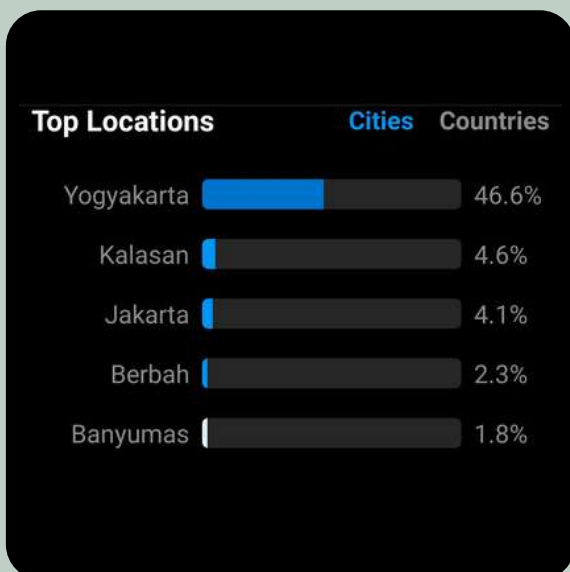 Top Locations Cities Countries
Yogyakarta 46.6%
Kalasan 4.6%
Jakarta 4.1%
Berbah 2.3%
Banyumas 1.8%